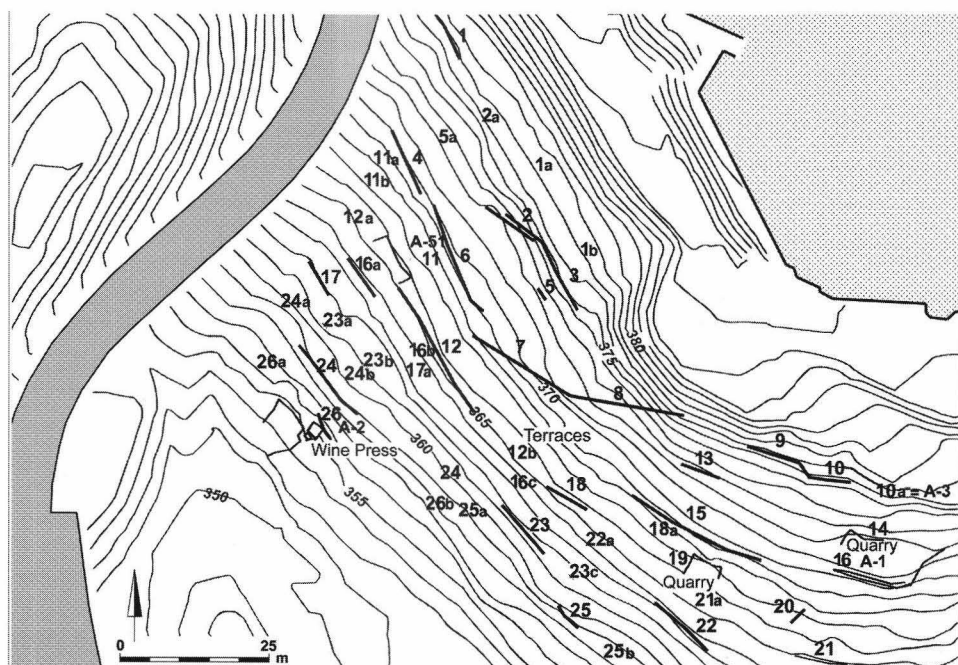 1
2a
5a
11a 4
11b
1a
12a
2
A-51
11
1b
6
16a
17
3
5
24a
23a
380
7
16b 12
23b
17a
375
26a
24
24b
370
8
365
26
A-2
Wine Press
360
Terraces
9
12b
13
10
24
16c
18
10a = A-3
350
355
26b
25a
15
23
22a
18a
14
Quarry
19
16 A-1
23c
Quarry
21a
20
25
22
0 25
m
25b
21